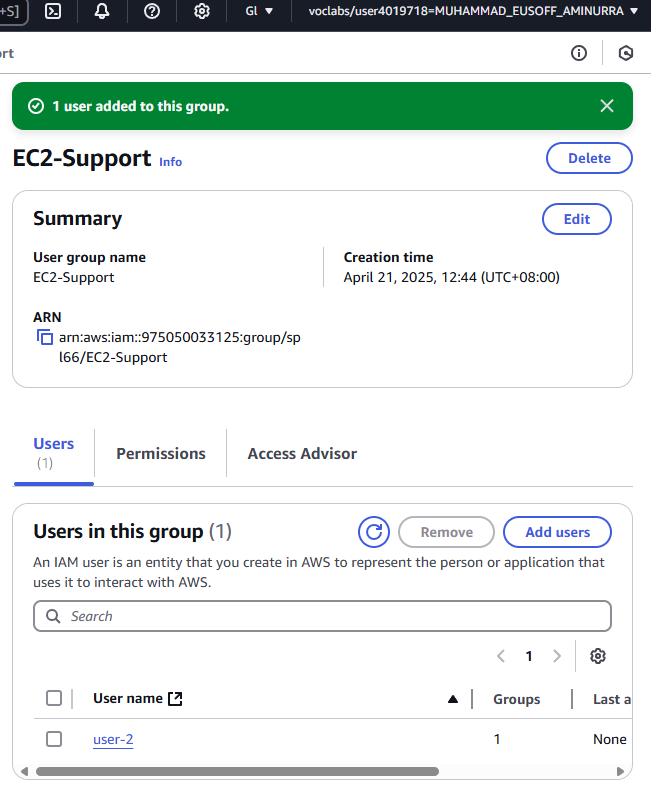 +S]
Gl ▼
voclabs/user4019718=MUHAMMAD_EUSOFF_AMINURRA ▼
ort
1 user added to this group.
EC2-Support Info
Delete
Summary
Edit
User group name
EC2-Support
Creation time
April 21, 2025, 12:44 (UTC+08:00)
ARN
arn:aws:iam::975050033125:group/sp
l66/EC2-Support
Users
(1)
Permissions
Access Advisor
Users in this group (1)
Remove
Add users
An IAM user is an entity that you create in AWS to represent the person or application that
uses it to interact with AWS.
Search
1
User name
Groups
Last a
user-2
1
None